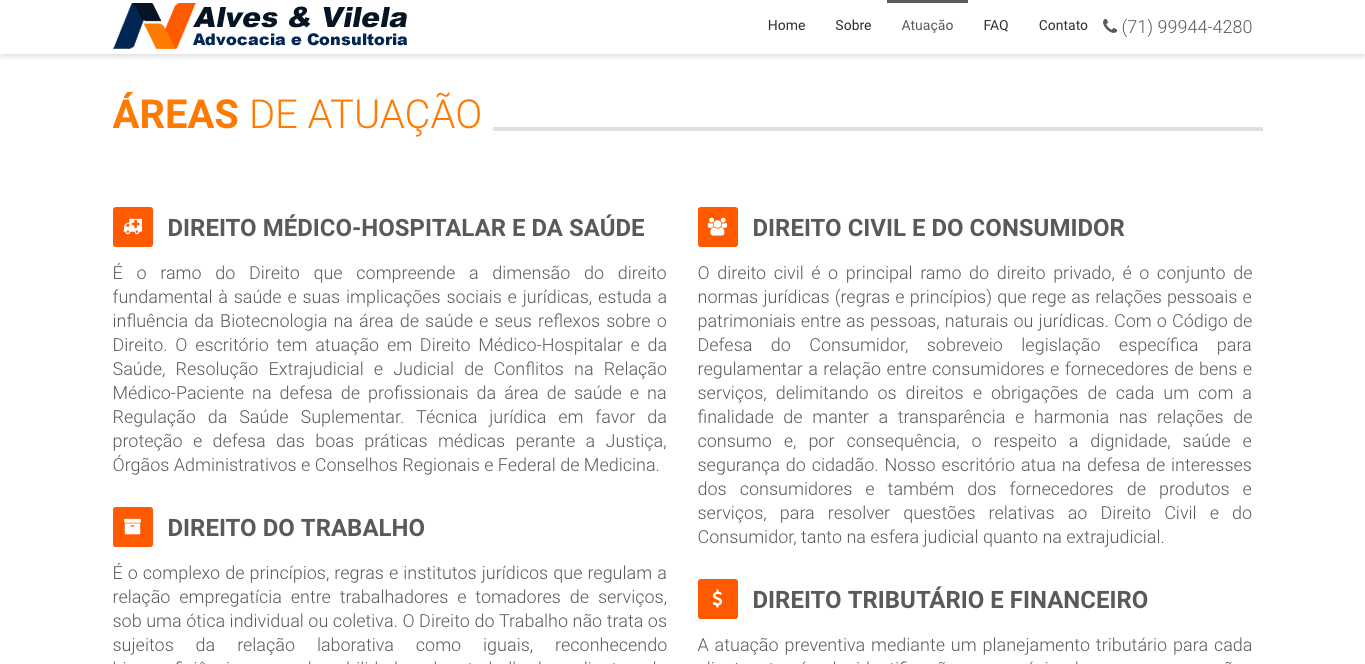 Alves & Vilela
Advocacia e Consultoria
Home Sobre Atuação FAQ Contato (71) 99944-4280
ÁREAS DE ATUAÇÃO
DIREITO MÉDICO-HOSPITALAR E DA SAÚDE
É o ramo do Direito que compreende a dimensão do direito
fundamental à saúde e suas implicações sociais e jurídicas, estuda a
influência da Biotecnologia na área de saúde e seus reflexos sobre o
Direito. O escritório tem atuação em Direito Médico-Hospitalar e da
Saúde, Resolução Extrajudicial e Judicial de Conflitos na Relação
Médico-Paciente na defesa de profissionais da área de saúde e na
Regulação da Saúde Suplementar. Técnica jurídica em favor da
proteção e defesa das boas práticas médicas perante a Justiça,
Órgãos Administrativos e Conselhos Regionais e Federal de Medicina.
DIREITO DO TRABALHO
É o complexo de princípios, regras e institutos jurídicos que regulam a
relação empregatícia entre trabalhadores e tomadores de serviços,
sob uma ótica individual ou coletiva. O Direito do Trabalho não trata os
sujeitos da relação laborativa como iguais, reconhecendo
DIREITO CIVIL E DO CONSUMIDOR
O direito civil é o principal ramo do direito privado, é o conjunto de
normas jurídicas (regras e princípios) que rege as relações pessoais e
patrimoniais entre as pessoas, naturais ou jurídicas. Com o Código de
Defesa do Consumidor, sobreveio legislação específica para
regulamentar a relação entre consumidores e fornecedores de bens e
serviços, delimitando os direitos e obrigações de cada um com a
finalidade de manter a transparência e harmonia nas relações de
consumo e, por consequência, o respeito a dignidade, saúde e
segurança do cidadão. Nosso escritório atua na defesa de interesses
dos consumidores e também dos fornecedores de produtos e
serviços, para resolver questões relativas ao Direito Civil e do
Consumidor, tanto na esfera judicial quanto na extrajudicial.
DIREITO TRIBUTÁRIO E FINANCEIRO
A atuação preventiva mediante um planejamento tributário para cada